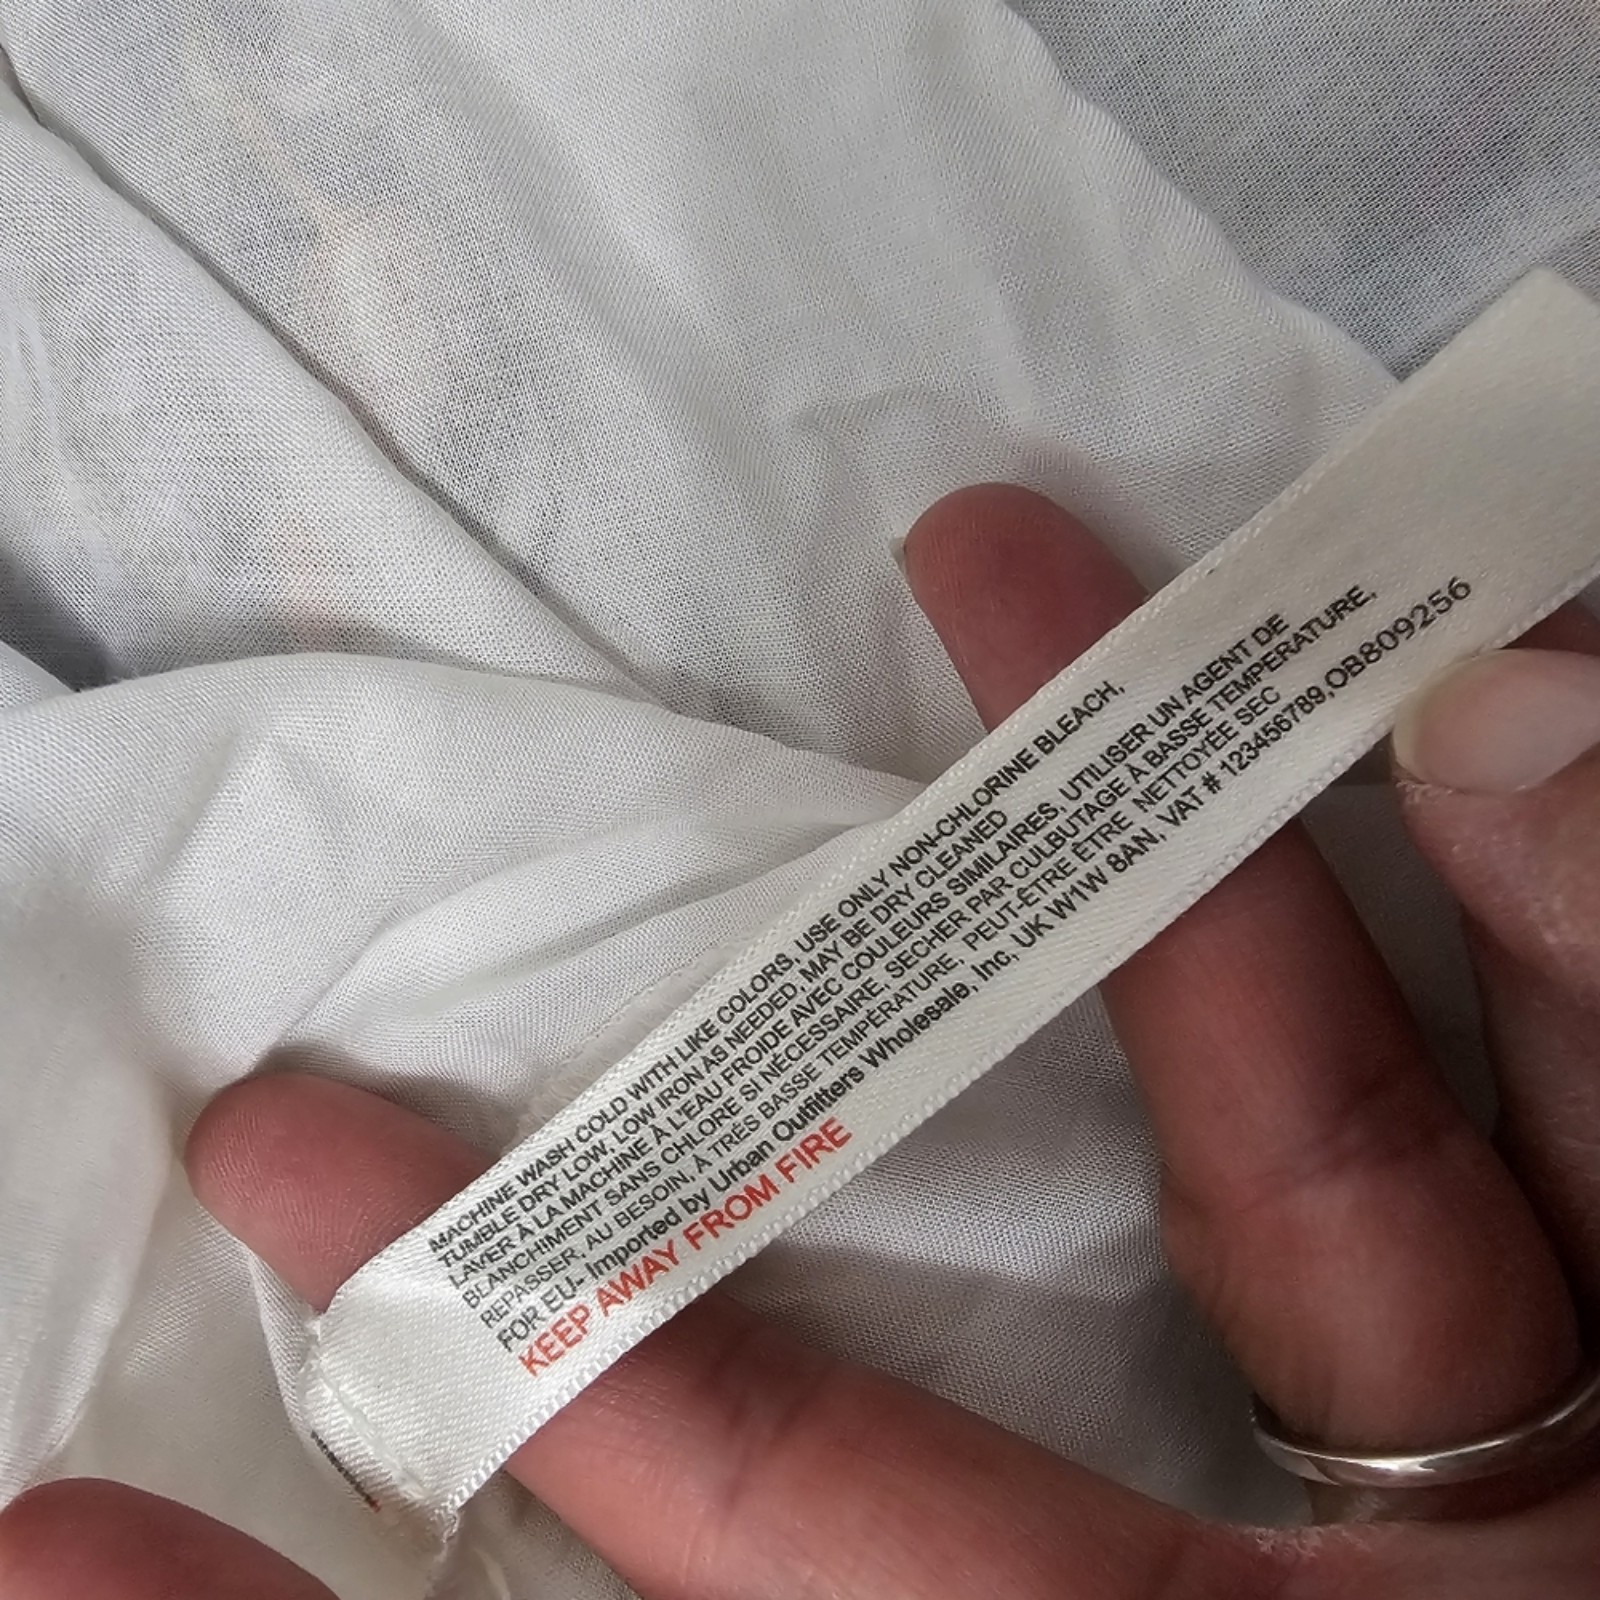 MACHINE WASH COLD WITH LIKE COLORS, USE ONLY NON-CHLORINE BLEACH,
TUMBLE DRY LOW, LOW IRON AS NEEDED, MAY BE DRY CLEANED
LAVER À LA MACHINE À L'EAU FROIDE AVEC COULEURS SIMILAIRES, UTILISER UN AGENT DE
BLANCHIMENT SANS CHLORE SI NÉCESSAIRE, SECHER PAR CULBUTAGE À BASSE TEMPERATURE,
REPASSER, AU BESOIN, À TRÉS BASSE TEMPÉRATURE, PEUT-ÊTRE ÊTRE NETTOYÉE SEC
FOR EU- Imported by Urban Outfitters Wholesale, Inc, UK W1W 8AN, VAT # 123456789,OB809256
KEEP AWAY FROM FIRE